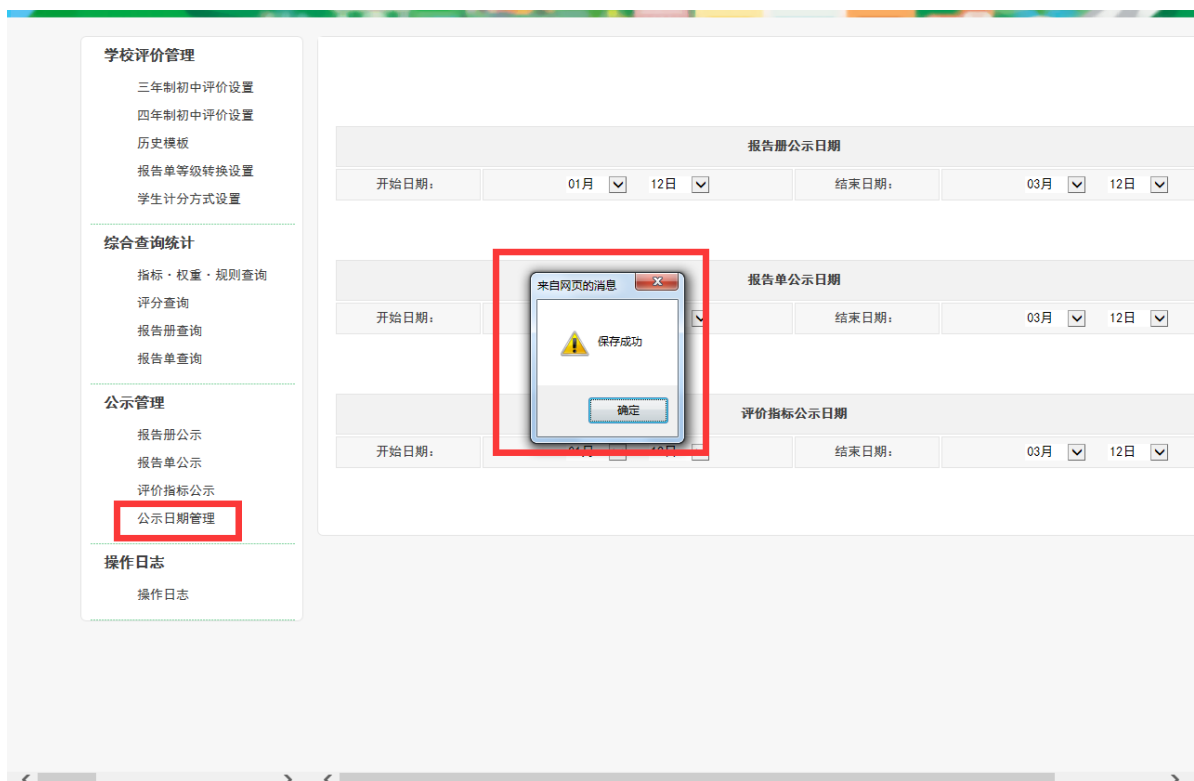 学校评价管理
三年制初中评价设置
四年制初中评价设置
历史模板
报告单等级转换设置
学生计分方式设置
综合查询统计
指标·权重·规则查询
评分查询
报告册查询
报告单查询
公示管理
报告册公示
报告单公示
评价指标公示
公示日期管理
操作日志
操作日志
报告册公示日期
开始日期： 01月 12日 结束日期： 03月 12日
报告单公示日期
开始日期： 结束日期： 03月 12日
评价指标公示日期
开始日期： 01月 12日 结束日期： 03月 12日
来自网页的消息
保存成功
确定